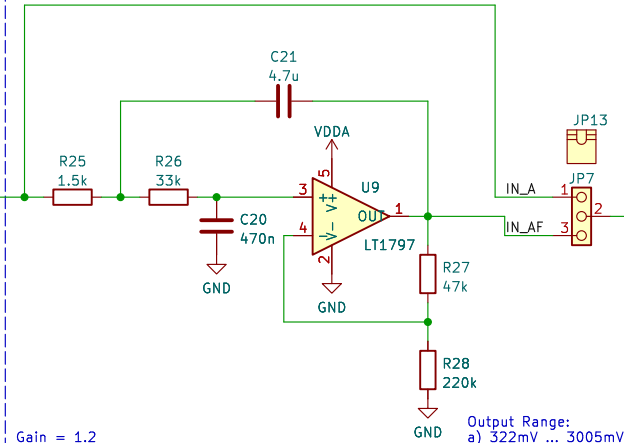 C21
4.7u
JP13
VDDA
R25
1.5k
R26
33k
U9
JP7
5
3
+
V+
OUT
1
IN_A
1
2
C20
470n
4
-
V-
2
LT1797
IN_AF
3
GND
GND
R27
47k
R28
220k
GND
Gain = 1.2
Output Range:
a) 322mV ... 3005mV